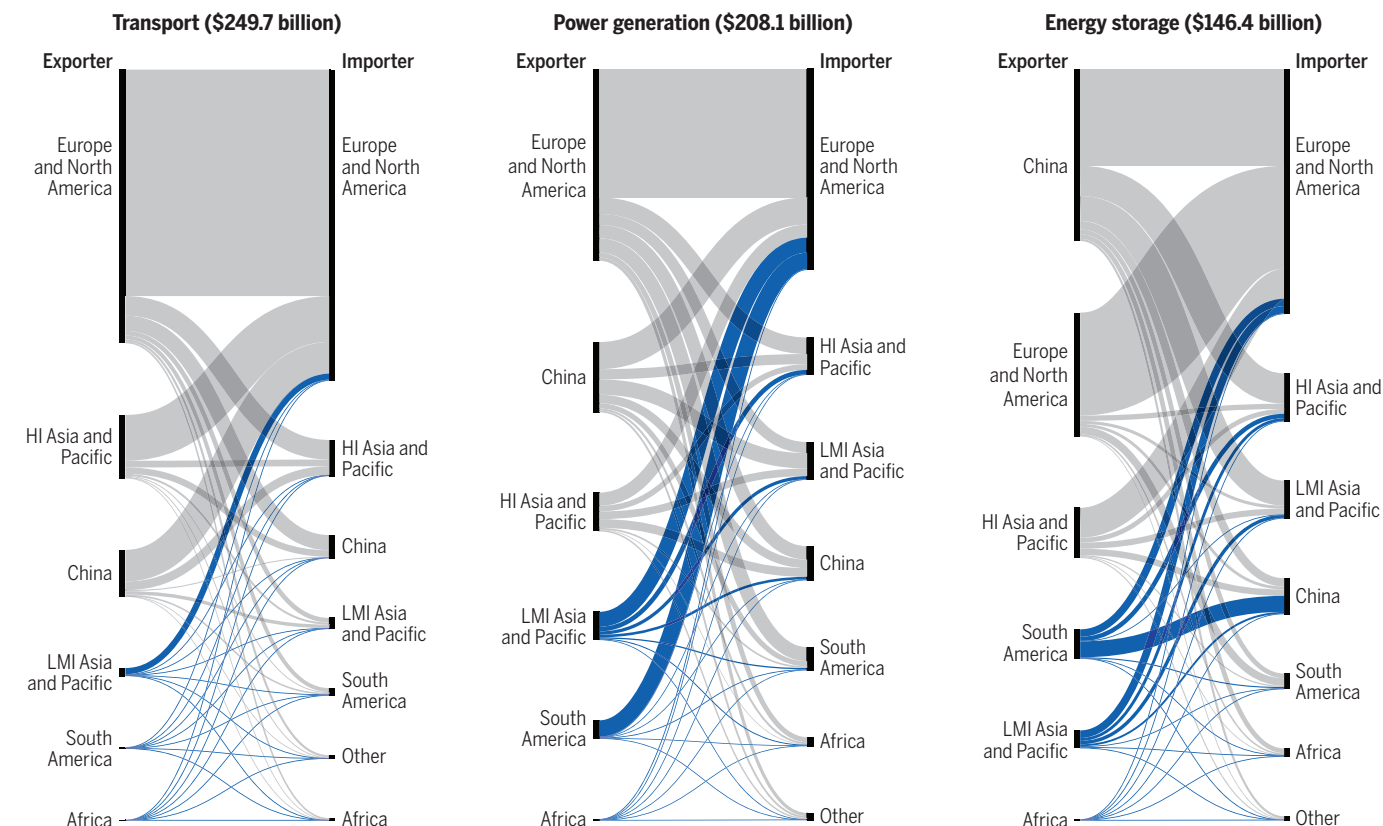 Transport ($249.7 billion)
Exporter
Importer
Europe
and North
America
HI Asia and
Pacific
China
LMI Asia
and Pacific
South
America
Africa
Europe
and North
America
HI Asia and
Pacific
China
LMI Asia
and Pacific
South
America
Other
Africa
Power generation ($208.1 billion)
Exporter
Importer
Europe
and North
America
China
HI Asia and
Pacific
LMI Asia
and Pacific
South
America
Africa
Europe
and North
America
HI Asia and
Pacific
LMI Asia
and Pacific
China
South
America
Africa
Other
Energy storage ($146.4 billion)
Exporter
Importer
China
Europe
and North
America
HI Asia and
Pacific
South
America
LMI Asia
and Pacific
Africa
Europe
and North
America
HI Asia and
Pacific
LMI Asia
and Pacific
China
South
America
Africa
Other